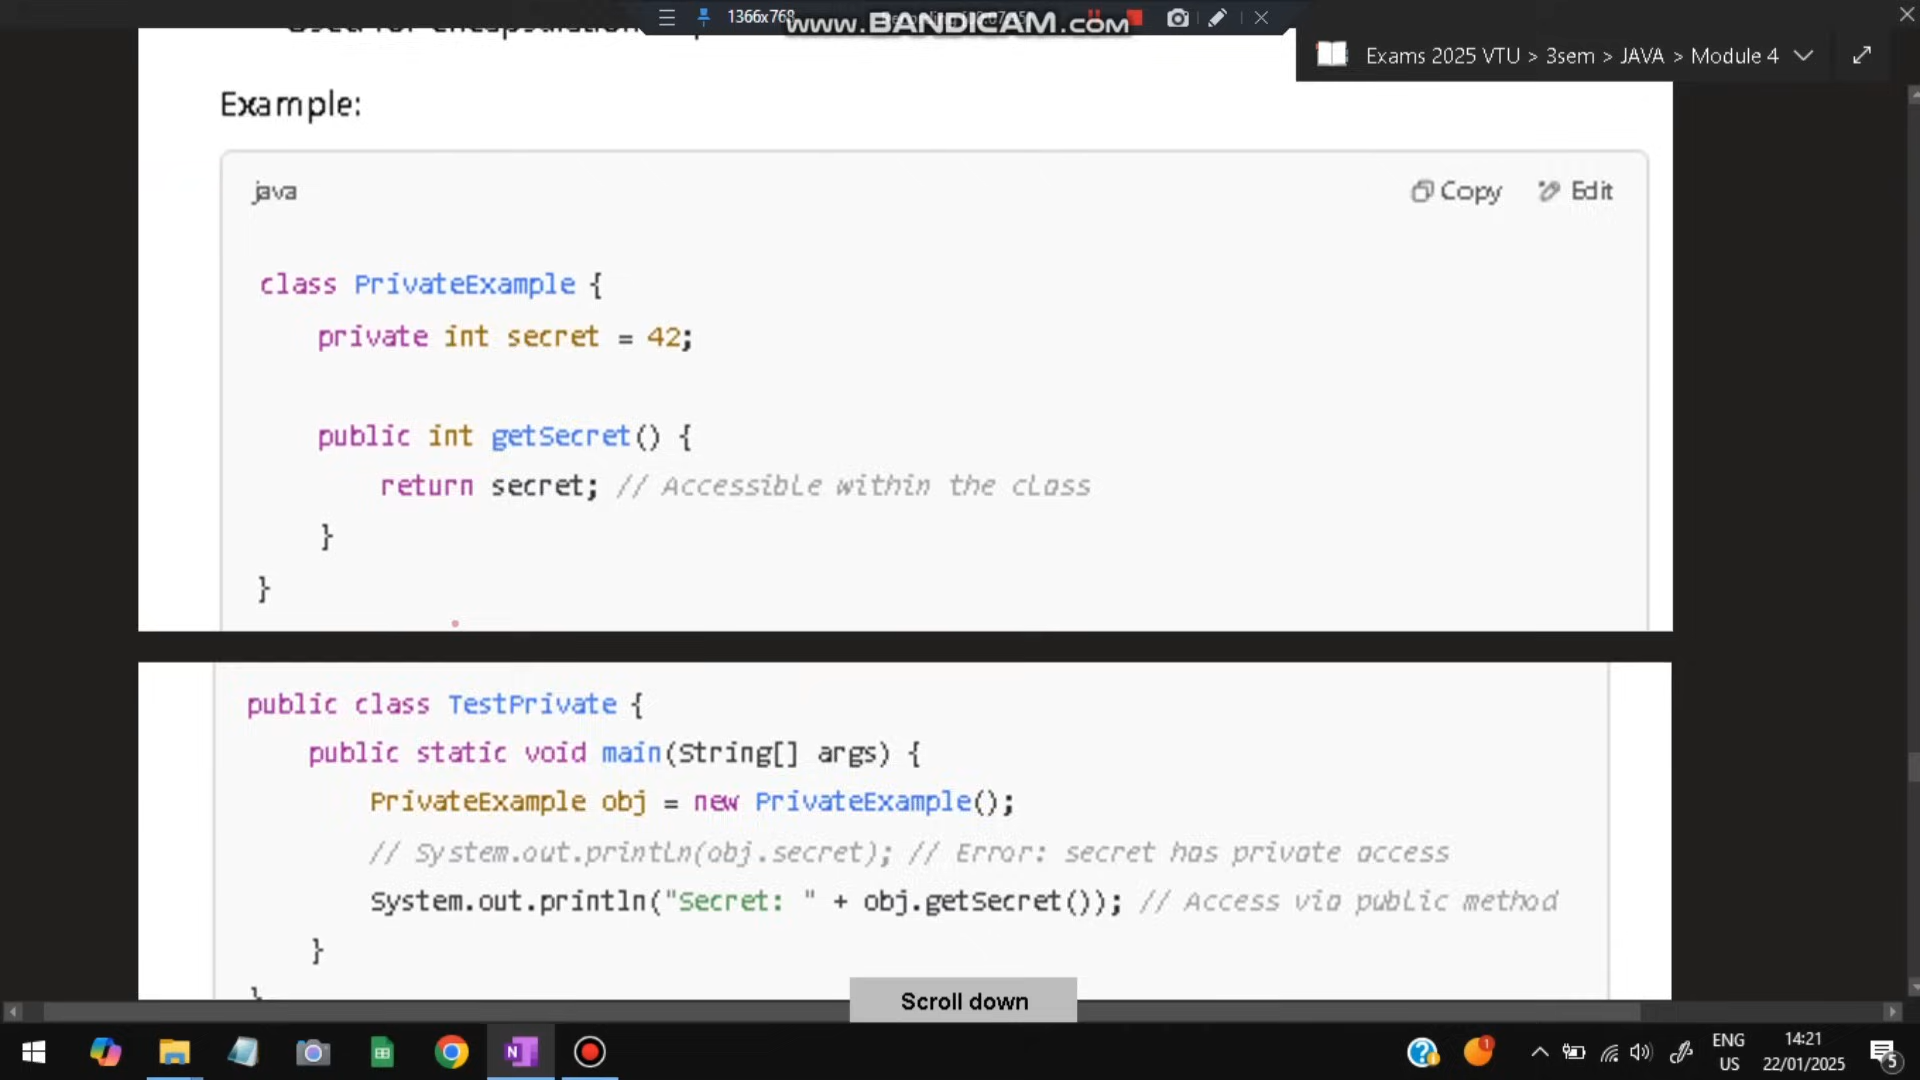 1366x768
www.BANDICAM.com
Exams 2025 VTU > 3sem > JAVA > Module 4
Example:
java
Copy
Edit
class PrivateExample {
private int secret = 42;
public int getSecret() {
return secret; // Accessible within the class
}
}
public class TestPrivate {
public static void main(String[] args) {
PrivateExample obj = new PrivateExample();
// System.out.println(obj.secret); // Error: secret has private access
System.out.println("Secret: " + obj.getSecret()); // Access via public method
}
Scroll down
N
1
ENG
US
14:21
22/01/2025
5